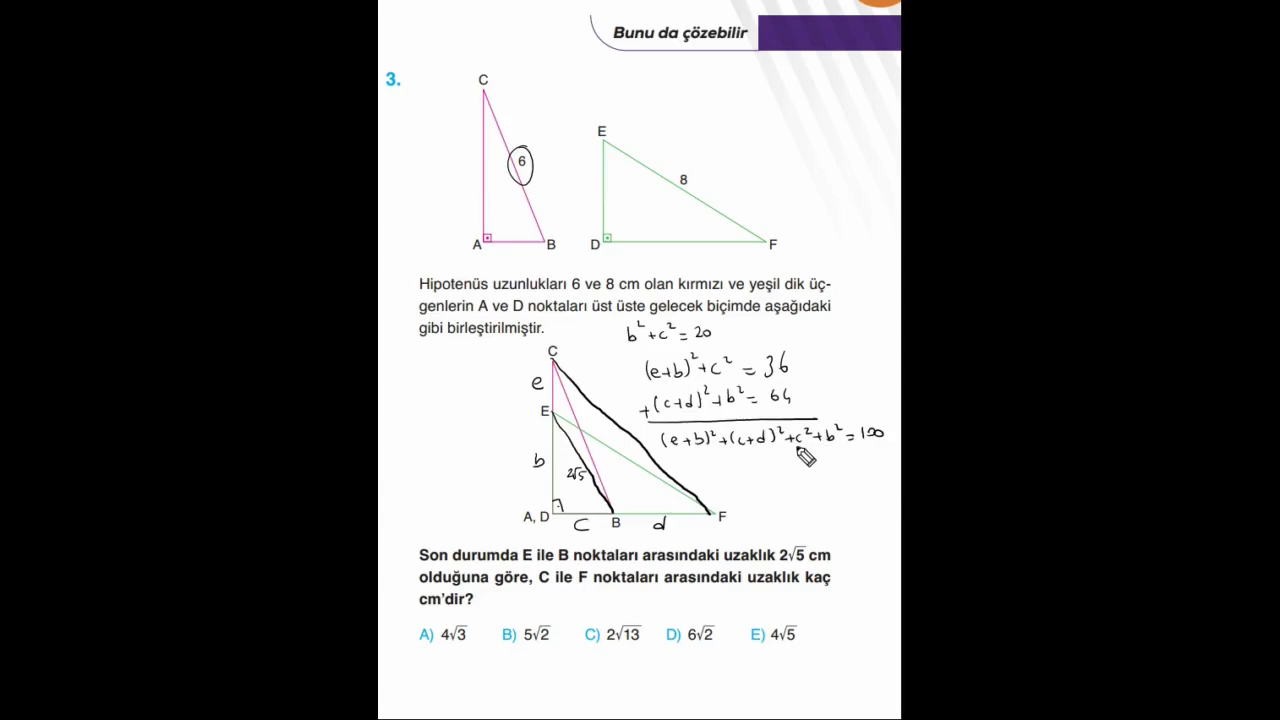 Bunu da çözebilir
3.
C
6
A
B
E
8
D
F
Hipotenüs uzunlukları 6 ve 8 cm olan kırmızı ve yeşil dik üç-
genlerin A ve D noktaları üst üste gelecek biçimde aşağıdaki
gibi birleştirilmiştir.
b² + c² = 20
(e+b)² + c² = 36
+ (c+d)² + b² = 64
(e+b)² + (c+d)² + c² + b² = 100
C
e
E
b
2√5
A, D
C
B
d
F
Son durumda E ile B noktaları arasındaki uzaklık 2√5 cm
olduğuna göre, C ile F noktaları arasındaki uzaklık kaç
cm'dir?
A) 4√3 B) 5√2 C) 2√13 D) 6√2 E) 4√5